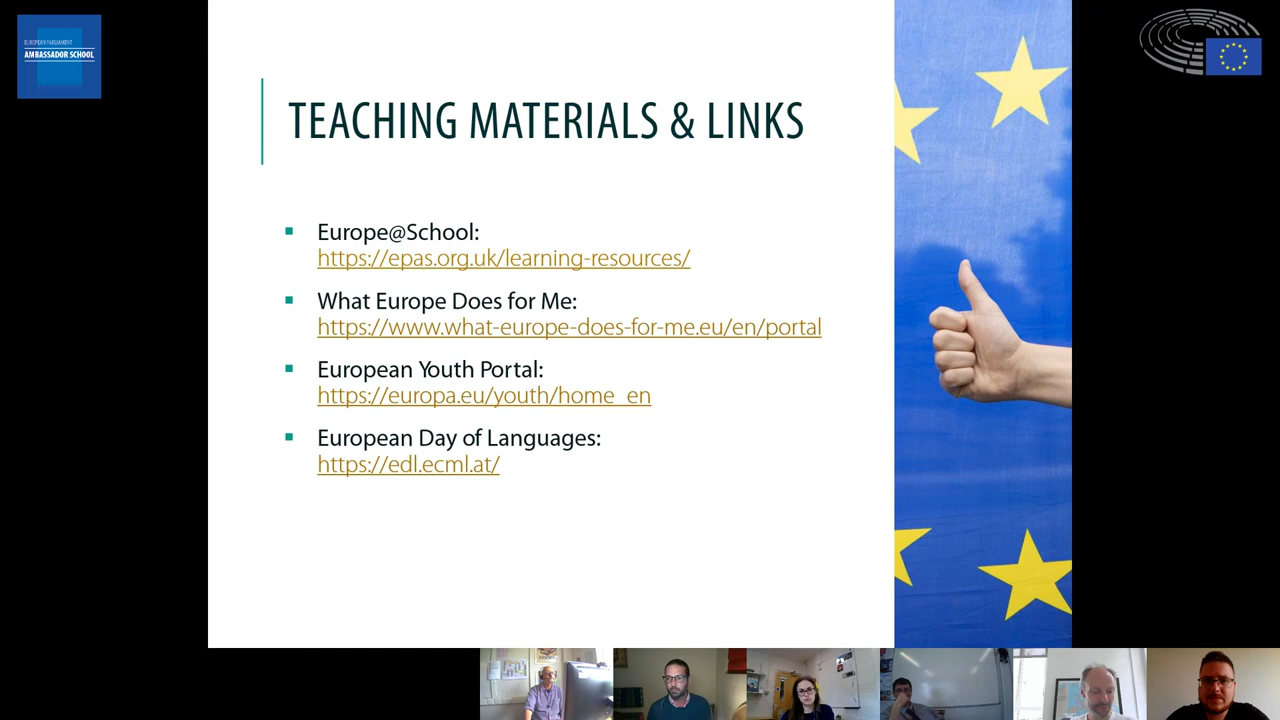 EUROPEAN PARLIAMENT
AMBASSADOR SCHOOL
TEACHING MATERIALS & LINKS
Europe@School:
https://epas.org.uk/learning-resources/
What Europe Does for Me:
https://www.what-europe-does-for-me.eu/en/portal
European Youth Portal:
https://europa.eu/youth/home_en
European Day of Languages:
https://edl.ecml.at/